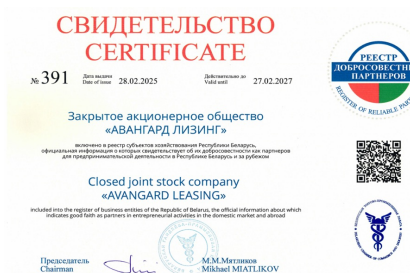 СВИДЕТЕЛЬСТВО
CERTIFICATE
№ 391
Дата выдачи
Date of issue
28.02.2025
Действительно до
Valid until
27.02.2027
РЕЕСТР
ДОБРОСОВЕСТНЫХ
ПАРТНЕРОВ
REGISTER OF RELIABLE
Закрытое акционерное общество
«АВАНГАРД ЛИЗИНГ»
включено в реестр субъектов хозяйствования Республики Беларусь,
официальная информация о которых свидетельствует об их добросовестности как партнеров
для предпринимательской деятельности в Республике Беларусь и за рубежом
Closed joint stock company
«AVANGARD LEASING»
included into the register of business entities of the Republic of Belarus, the official information about which
indicates good faith as partners in entrepreneurial activities in the domestic market and abroad
Председатель
Chairman
М.М.Мятликов
Mikhael MIATLIKOV